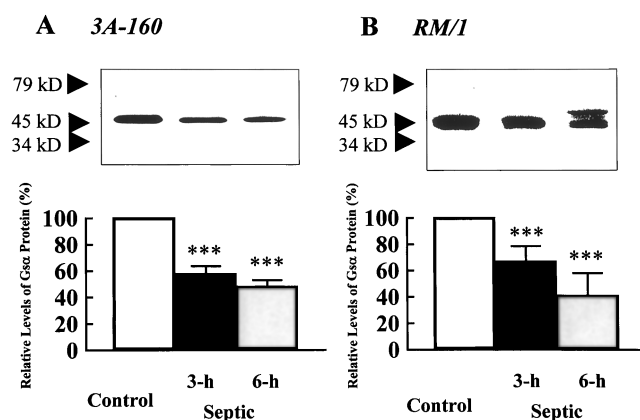 A 3A-160
79 kD
45 kD
34 kD
Relative Levels of Gsα Protein (%)
100
80
60
40
20
0
***
***
Control
3-h
6-h
Septic
B RM/1
79 kD
45 kD
34 kD
Relative Levels of Gsα Protein (%)
100
80
60
40
20
0
***
***
Control
3-h
6-h
Septic